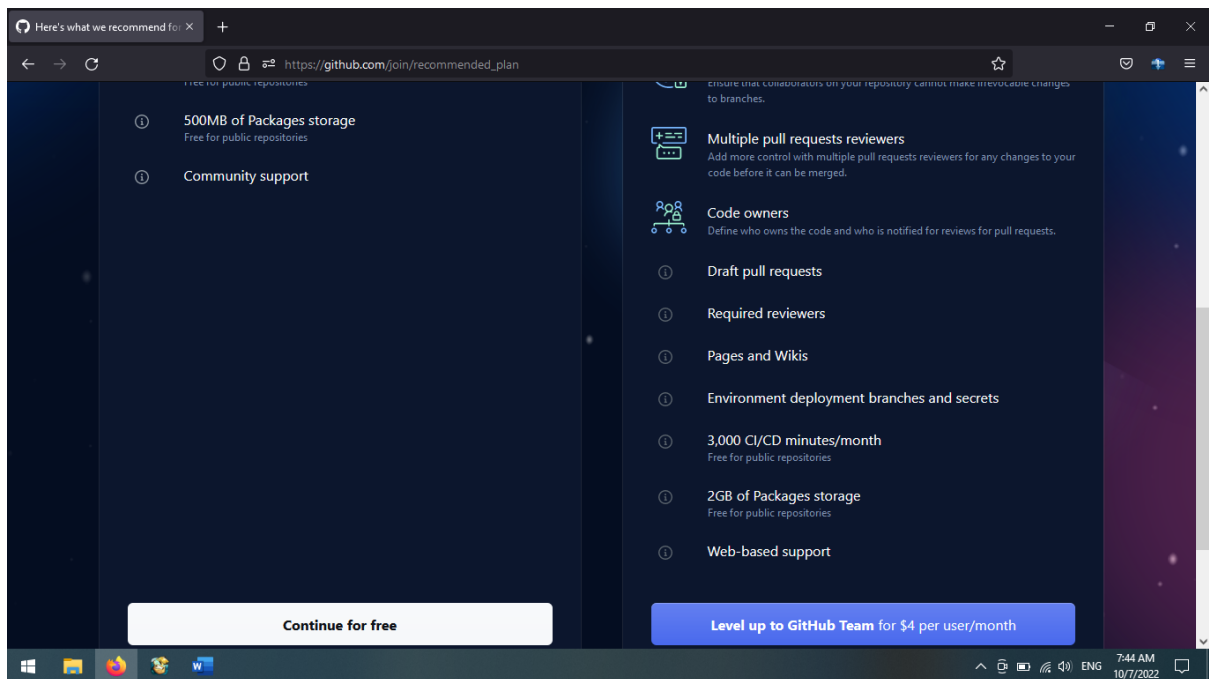 Here's what we recommend for
https://github.com/join/recommended_plan
Free for public repositories
500MB of Packages storage
Free for public repositories
Community support
Continue for free
Ensure that collaborators on your repository cannot make irrevocable changes
to branches.
Multiple pull requests reviewers
Add more control with multiple pull requests reviewers for any changes to your
code before it can be merged.
Code owners
Define who owns the code and who is notified for reviews for pull requests.
Draft pull requests
Required reviewers
Pages and Wikis
Environment deployment branches and secrets
3,000 CI/CD minutes/month
Free for public repositories
2GB of Packages storage
Free for public repositories
Web-based support
Level up to GitHub Team for $4 per user/month
ENG
7:44 AM
10/7/2022